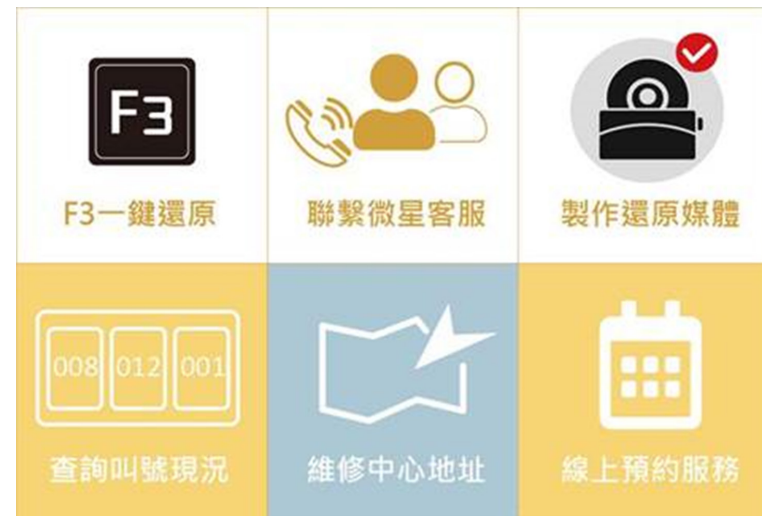 F3
F3一鍵還原
聯繫微星客服
製作還原媒體
008 012 001
查詢叫號現況
維修中心地址
線上預約服務